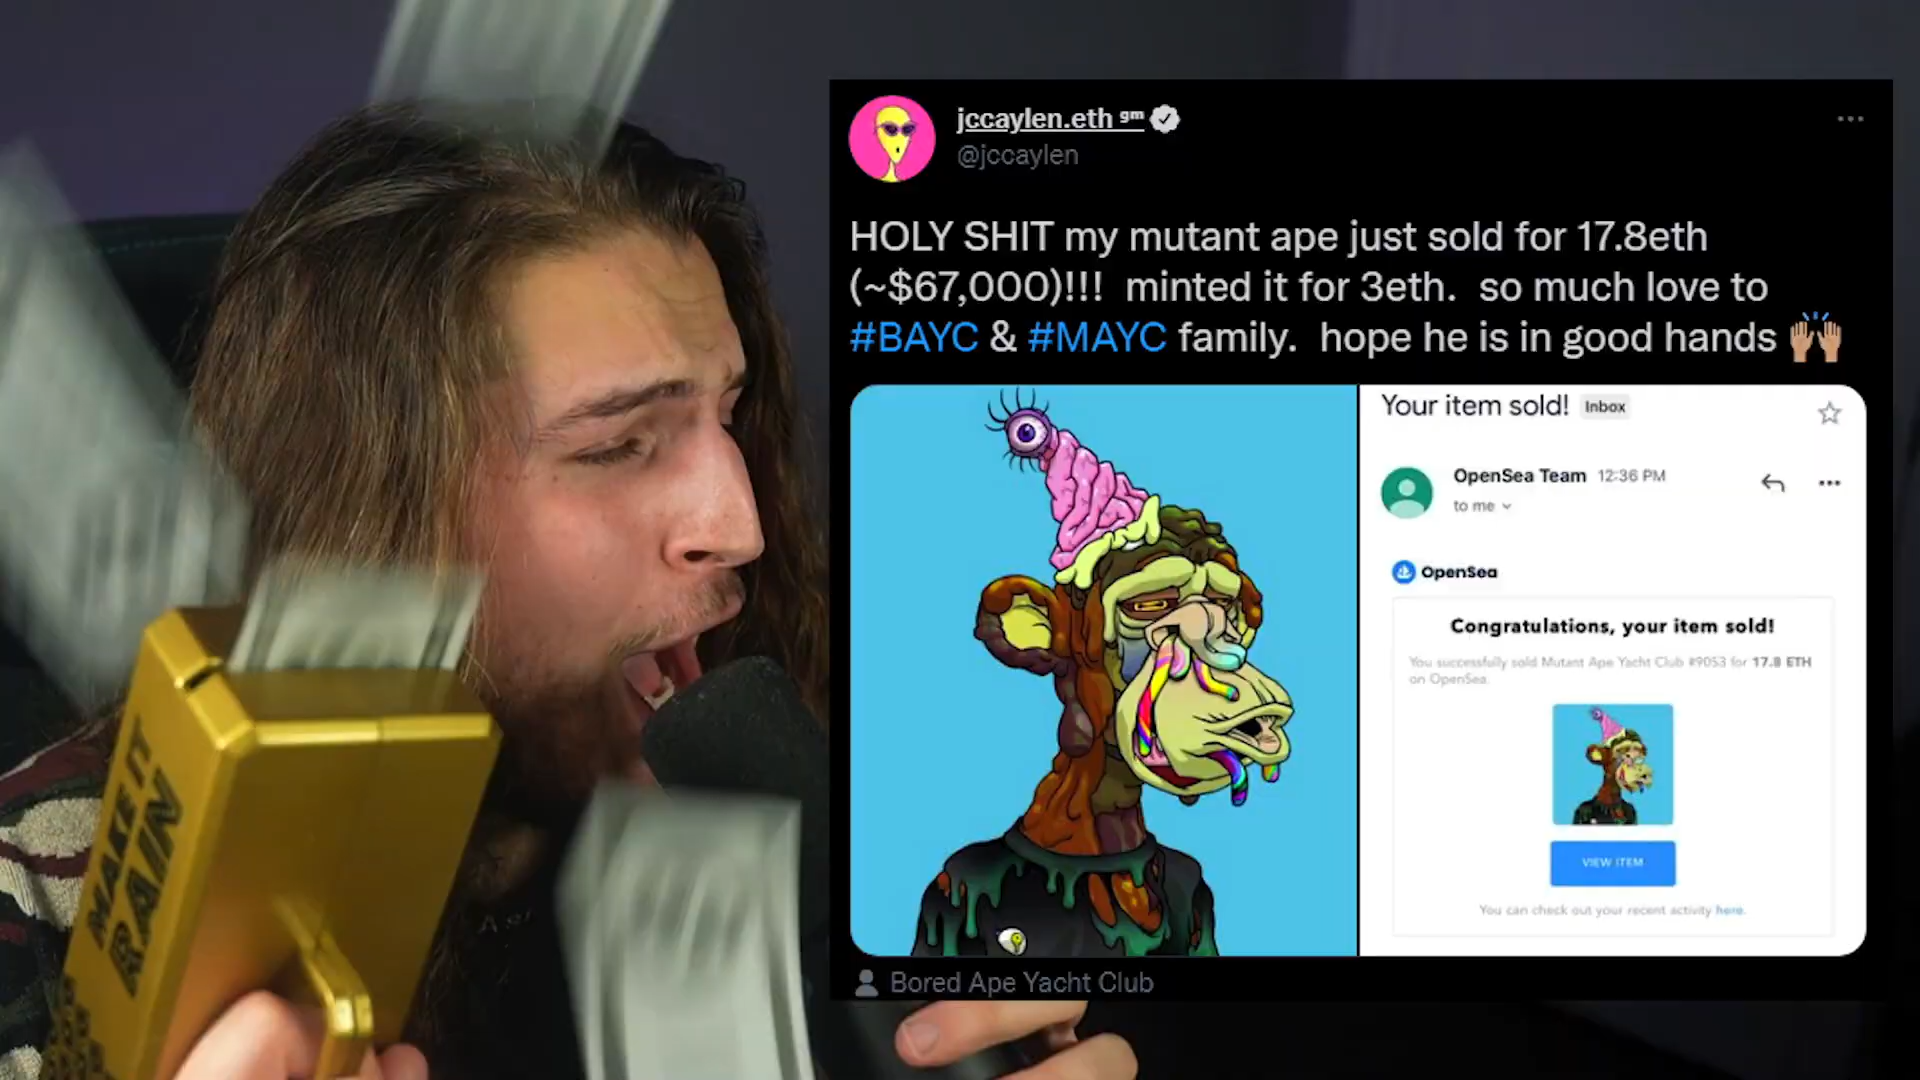 jccaylen.eth ᵍᵐ
@jccaylen
HOLY SHIT my mutant ape just sold for 17.8eth
(~$67,000)!!! minted it for 3eth. so much love to
#BAYC & #MAYC family. hope he is in good hands 🙌🏽
Your item sold! Inbox
OpenSea Team 12:36 PM
to me
OpenSea
Congratulations, your item sold!
You successfully sold Mutant Ape Yacht Club #9053 for 17.8 ETH
on OpenSea.
VIEW ITEM
You can check out your recent activity here.
Bored Ape Yacht Club
MAKE IT
RAIN